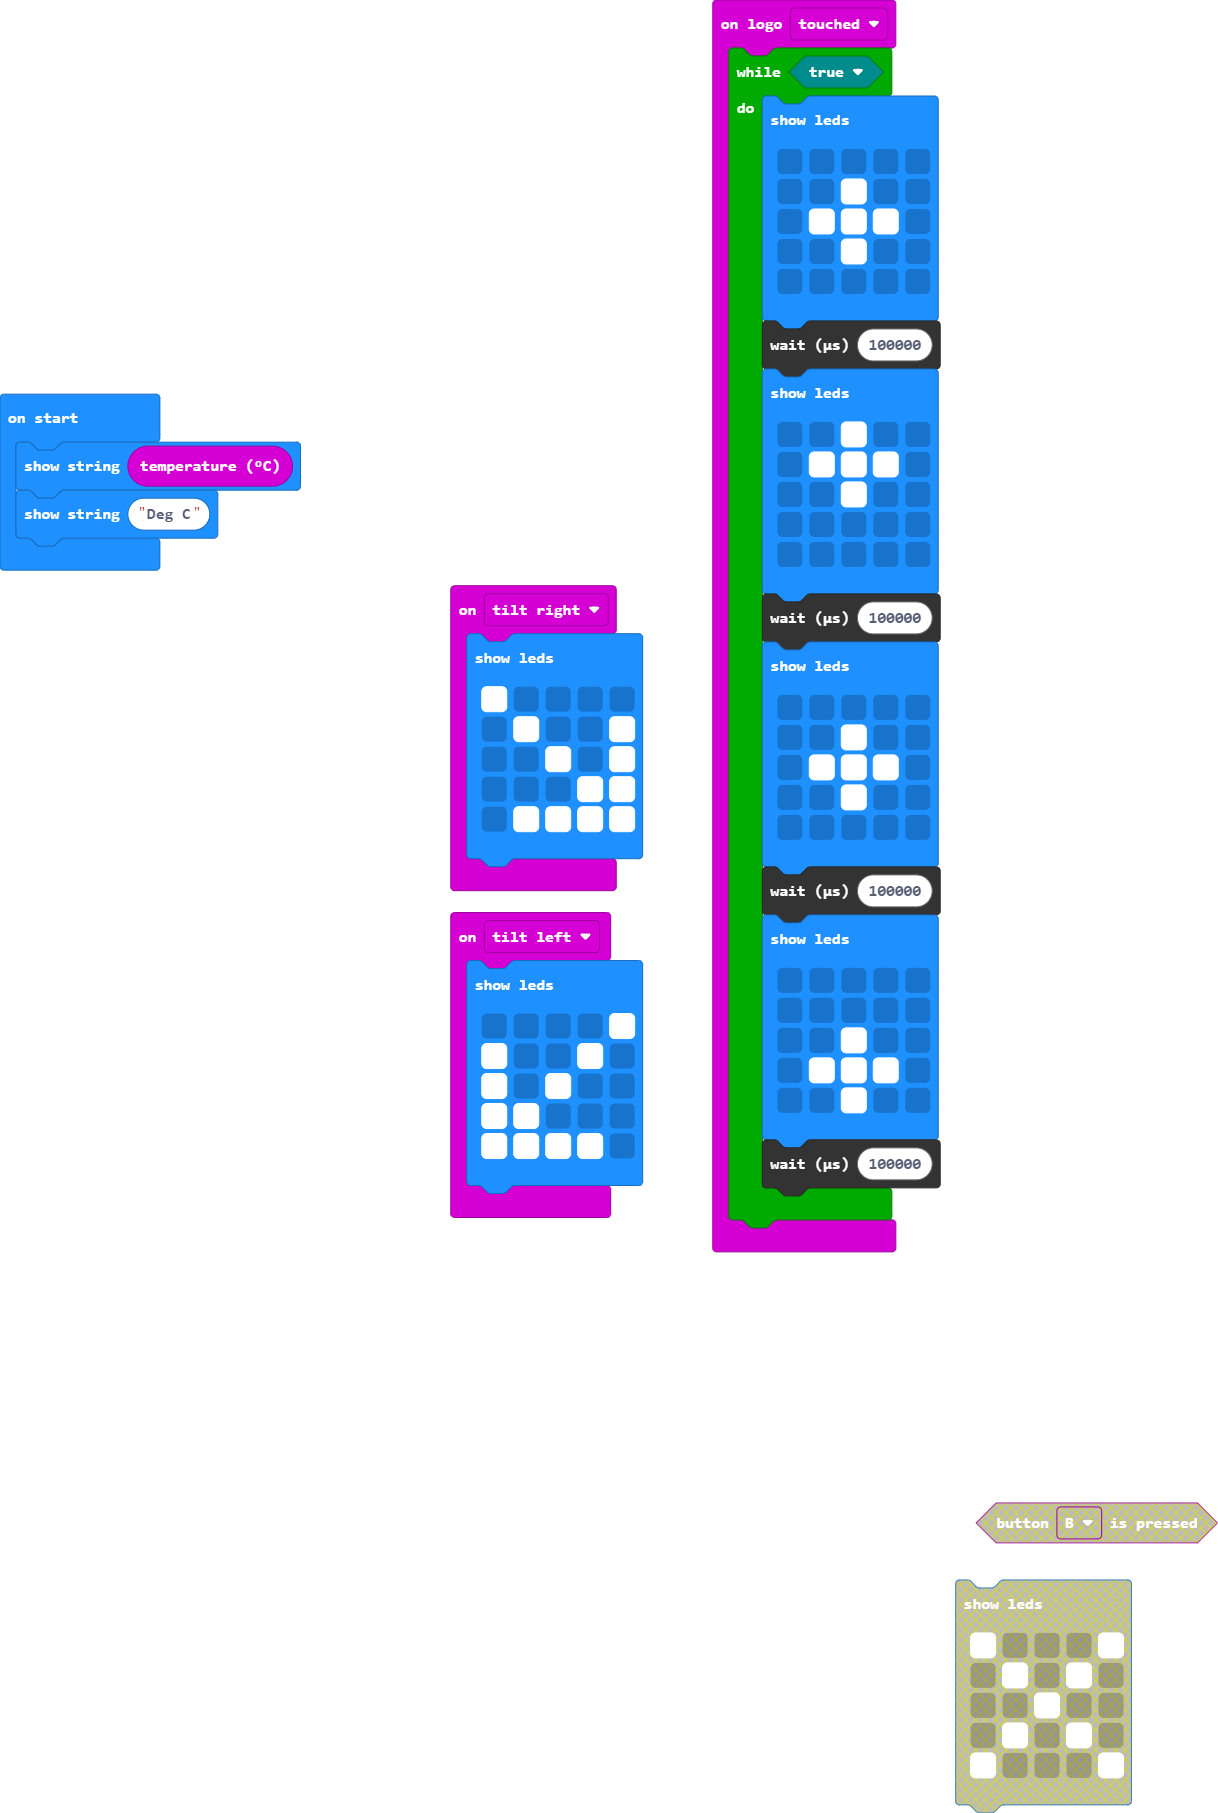 on logo touched
while true
do
show leds
wait (µs) 100000
show leds
wait (µs) 100000
show leds
wait (µs) 100000
show leds
wait (µs) 100000
on start
show string temperature (°C)
show string "Deg C"
on tilt right
show leds
on tilt left
show leds
button B is pressed
show leds